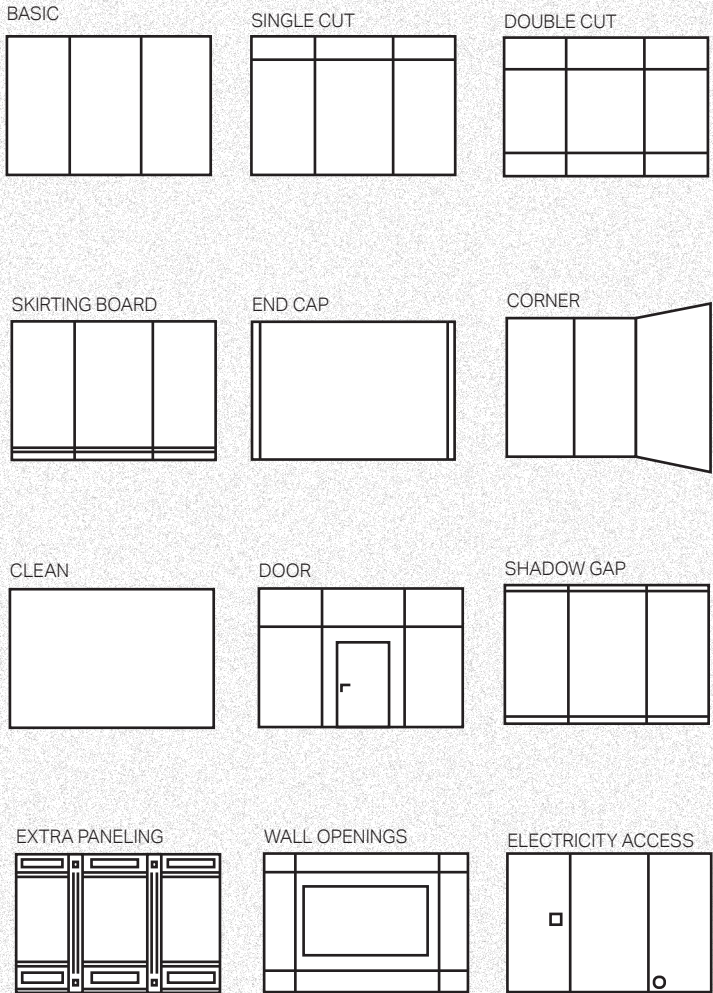 BASIC
SINGLE CUT
DOUBLE CUT
SKIRTING BOARD
END CAP
CORNER
CLEAN
DOOR
SHADOW GAP
EXTRA PANELING
WALL OPENINGS
ELECTRICITY ACCESS